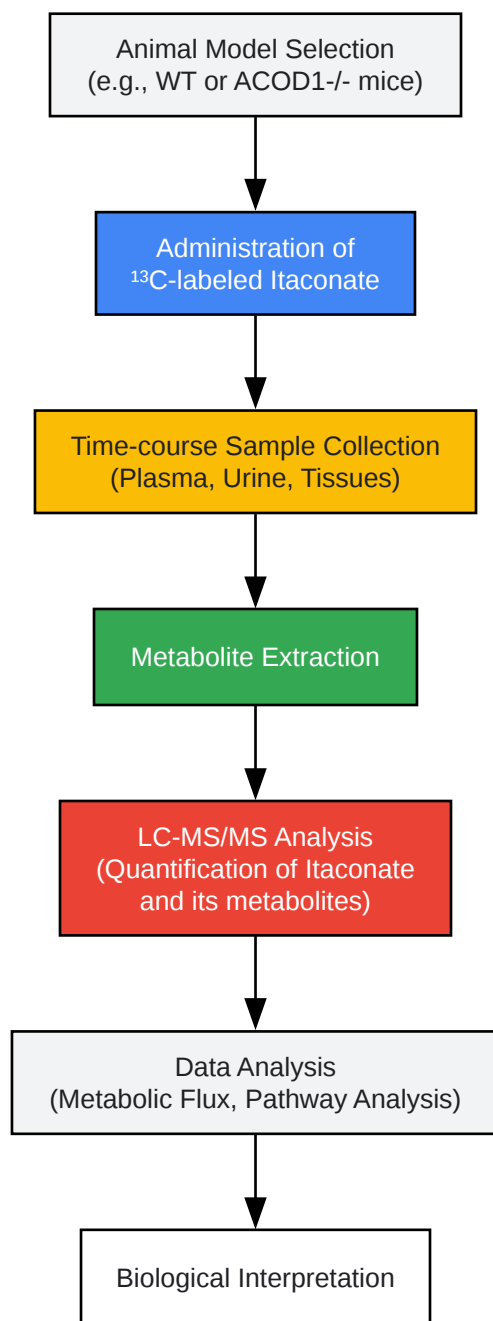 Animal Model Selection
(e.g., WT or ACOD1-/- mice)
Administration of
¹³C-labeled Itaconate
Time-course Sample Collection
(Plasma, Urine, Tissues)
Metabolite Extraction
LC-MS/MS Analysis
(Quantification of Itaconate
and its metabolites)
Data Analysis
(Metabolic Flux, Pathway Analysis)
Biological Interpretation